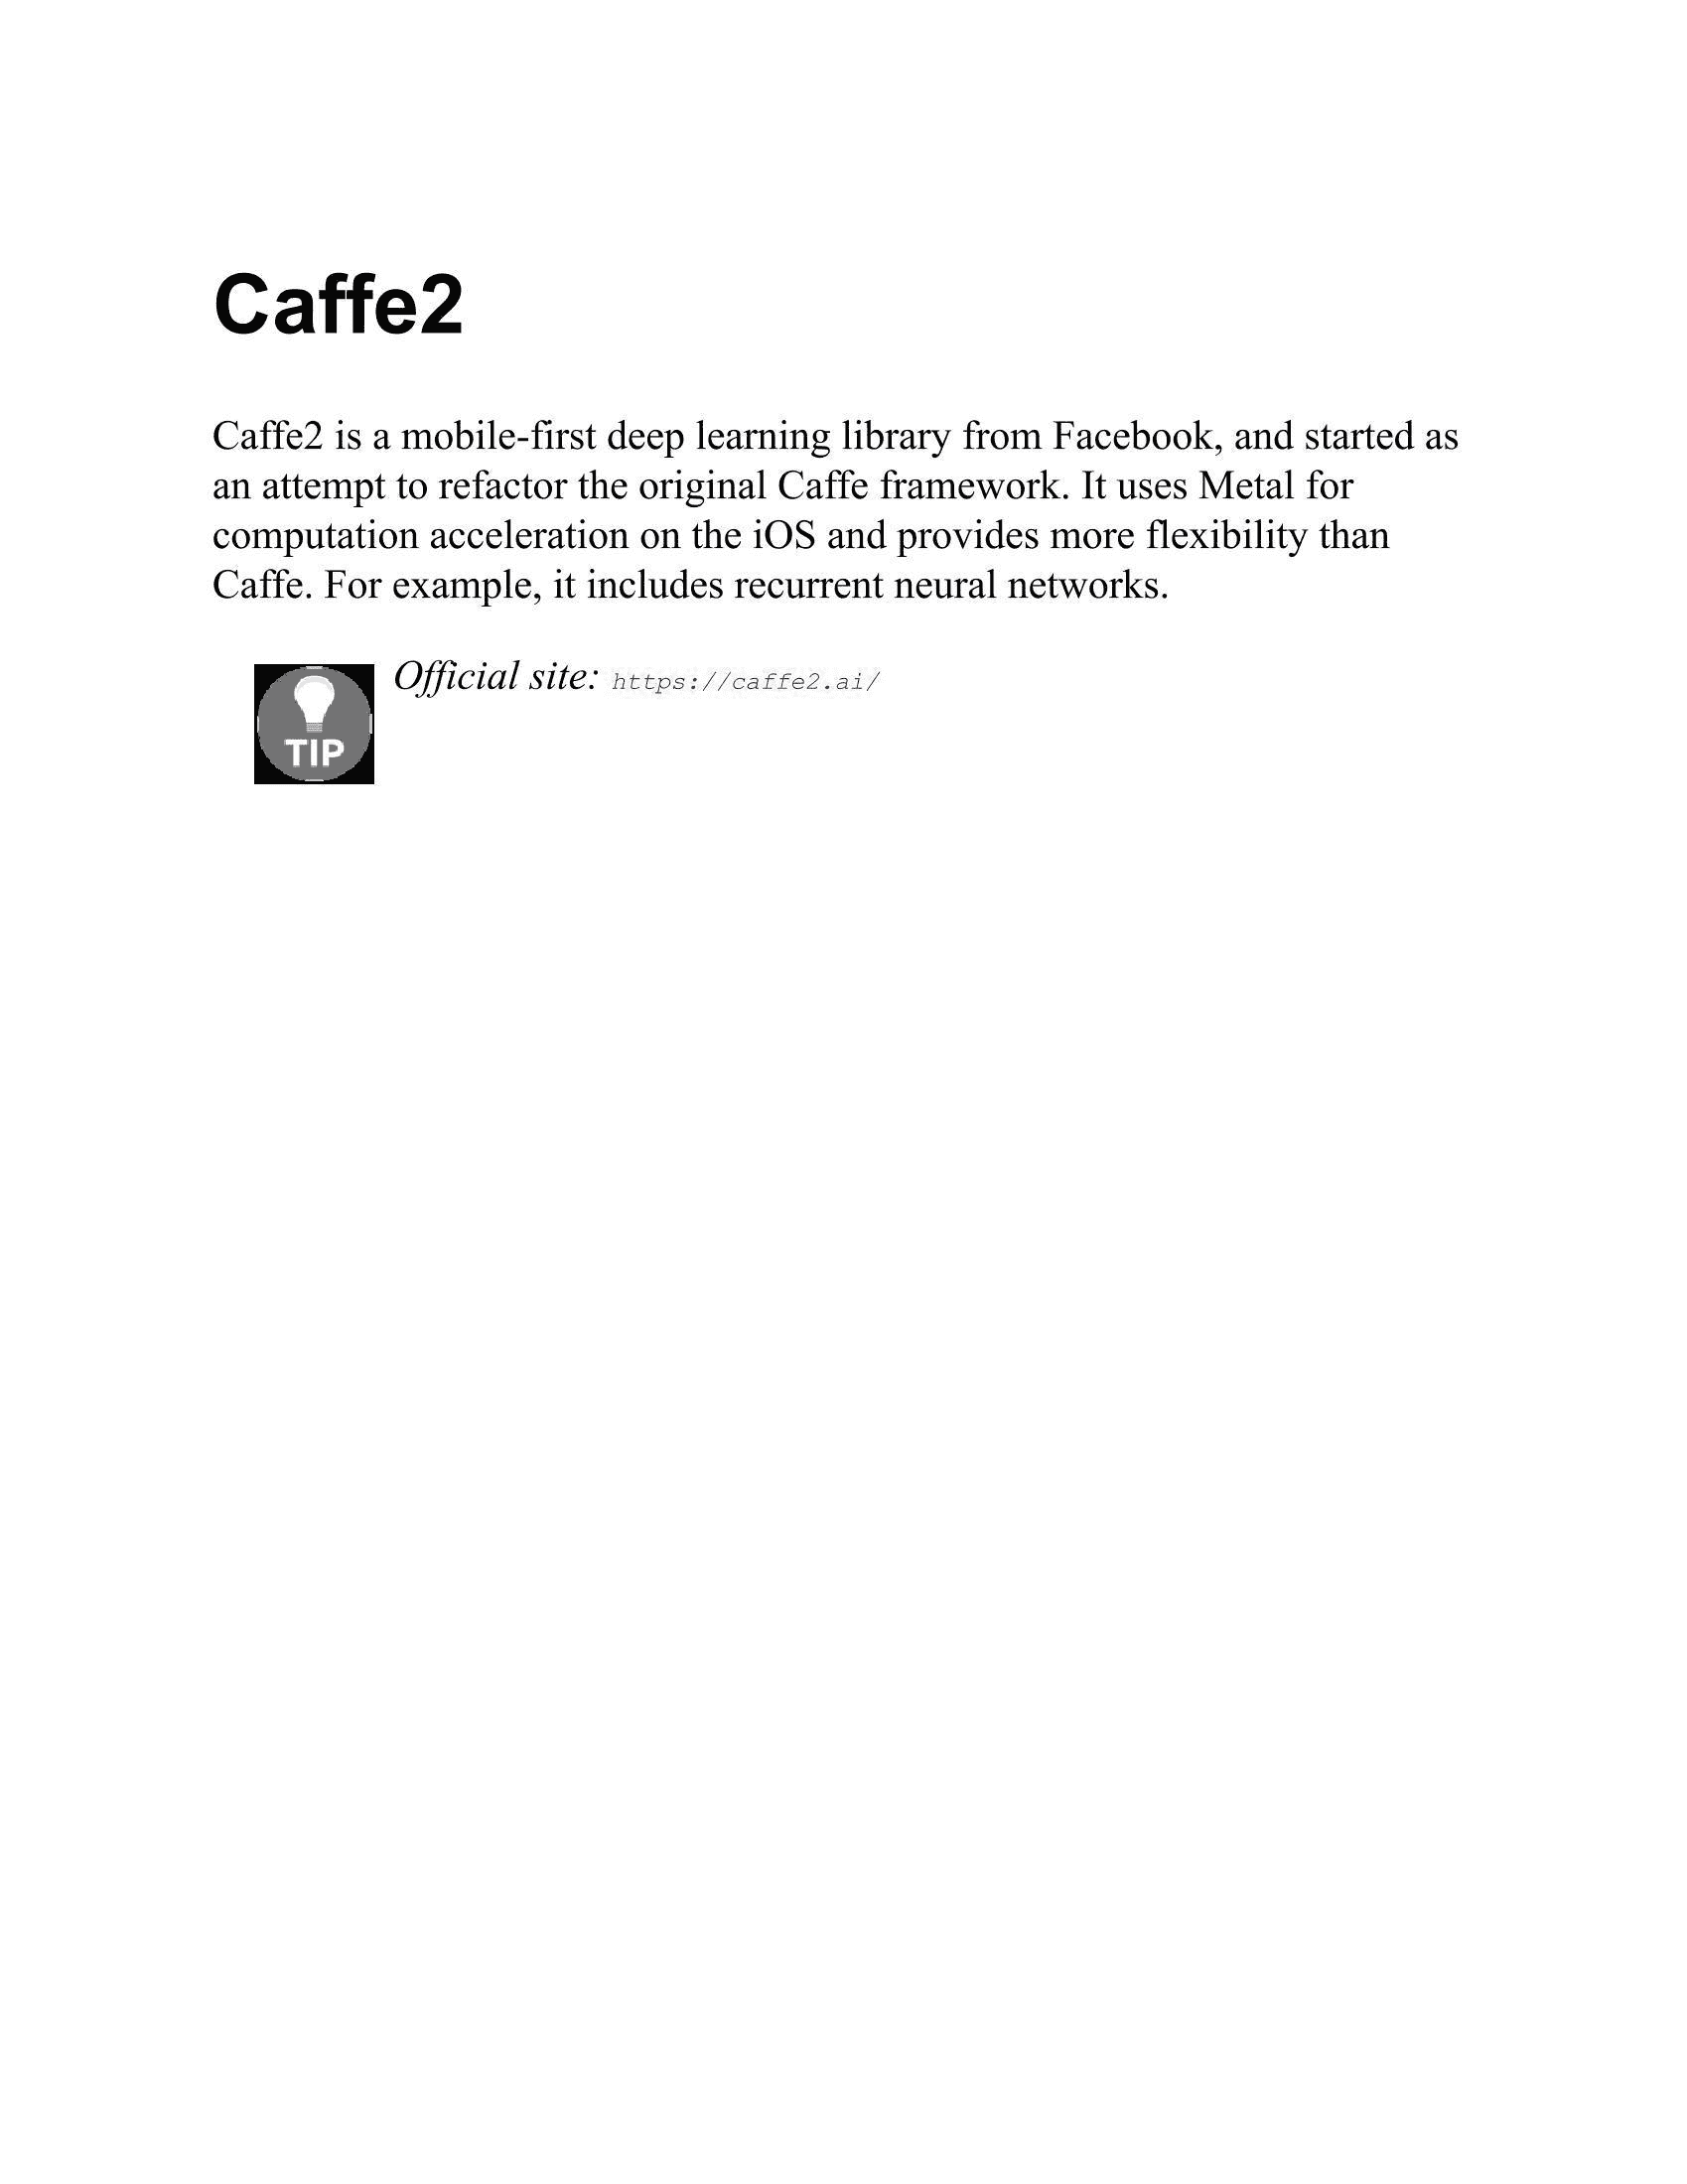 Caffe2
Caffe2 is a mobile-first deep learning library from Facebook, and started as
an attempt to refactor the original Caffe framework. It uses Metal for
computation acceleration on the iOS and provides more flexibility than
Caffe. For example, it includes recurrent neural networks.
Official site: https://caffe2.ai/
TIP